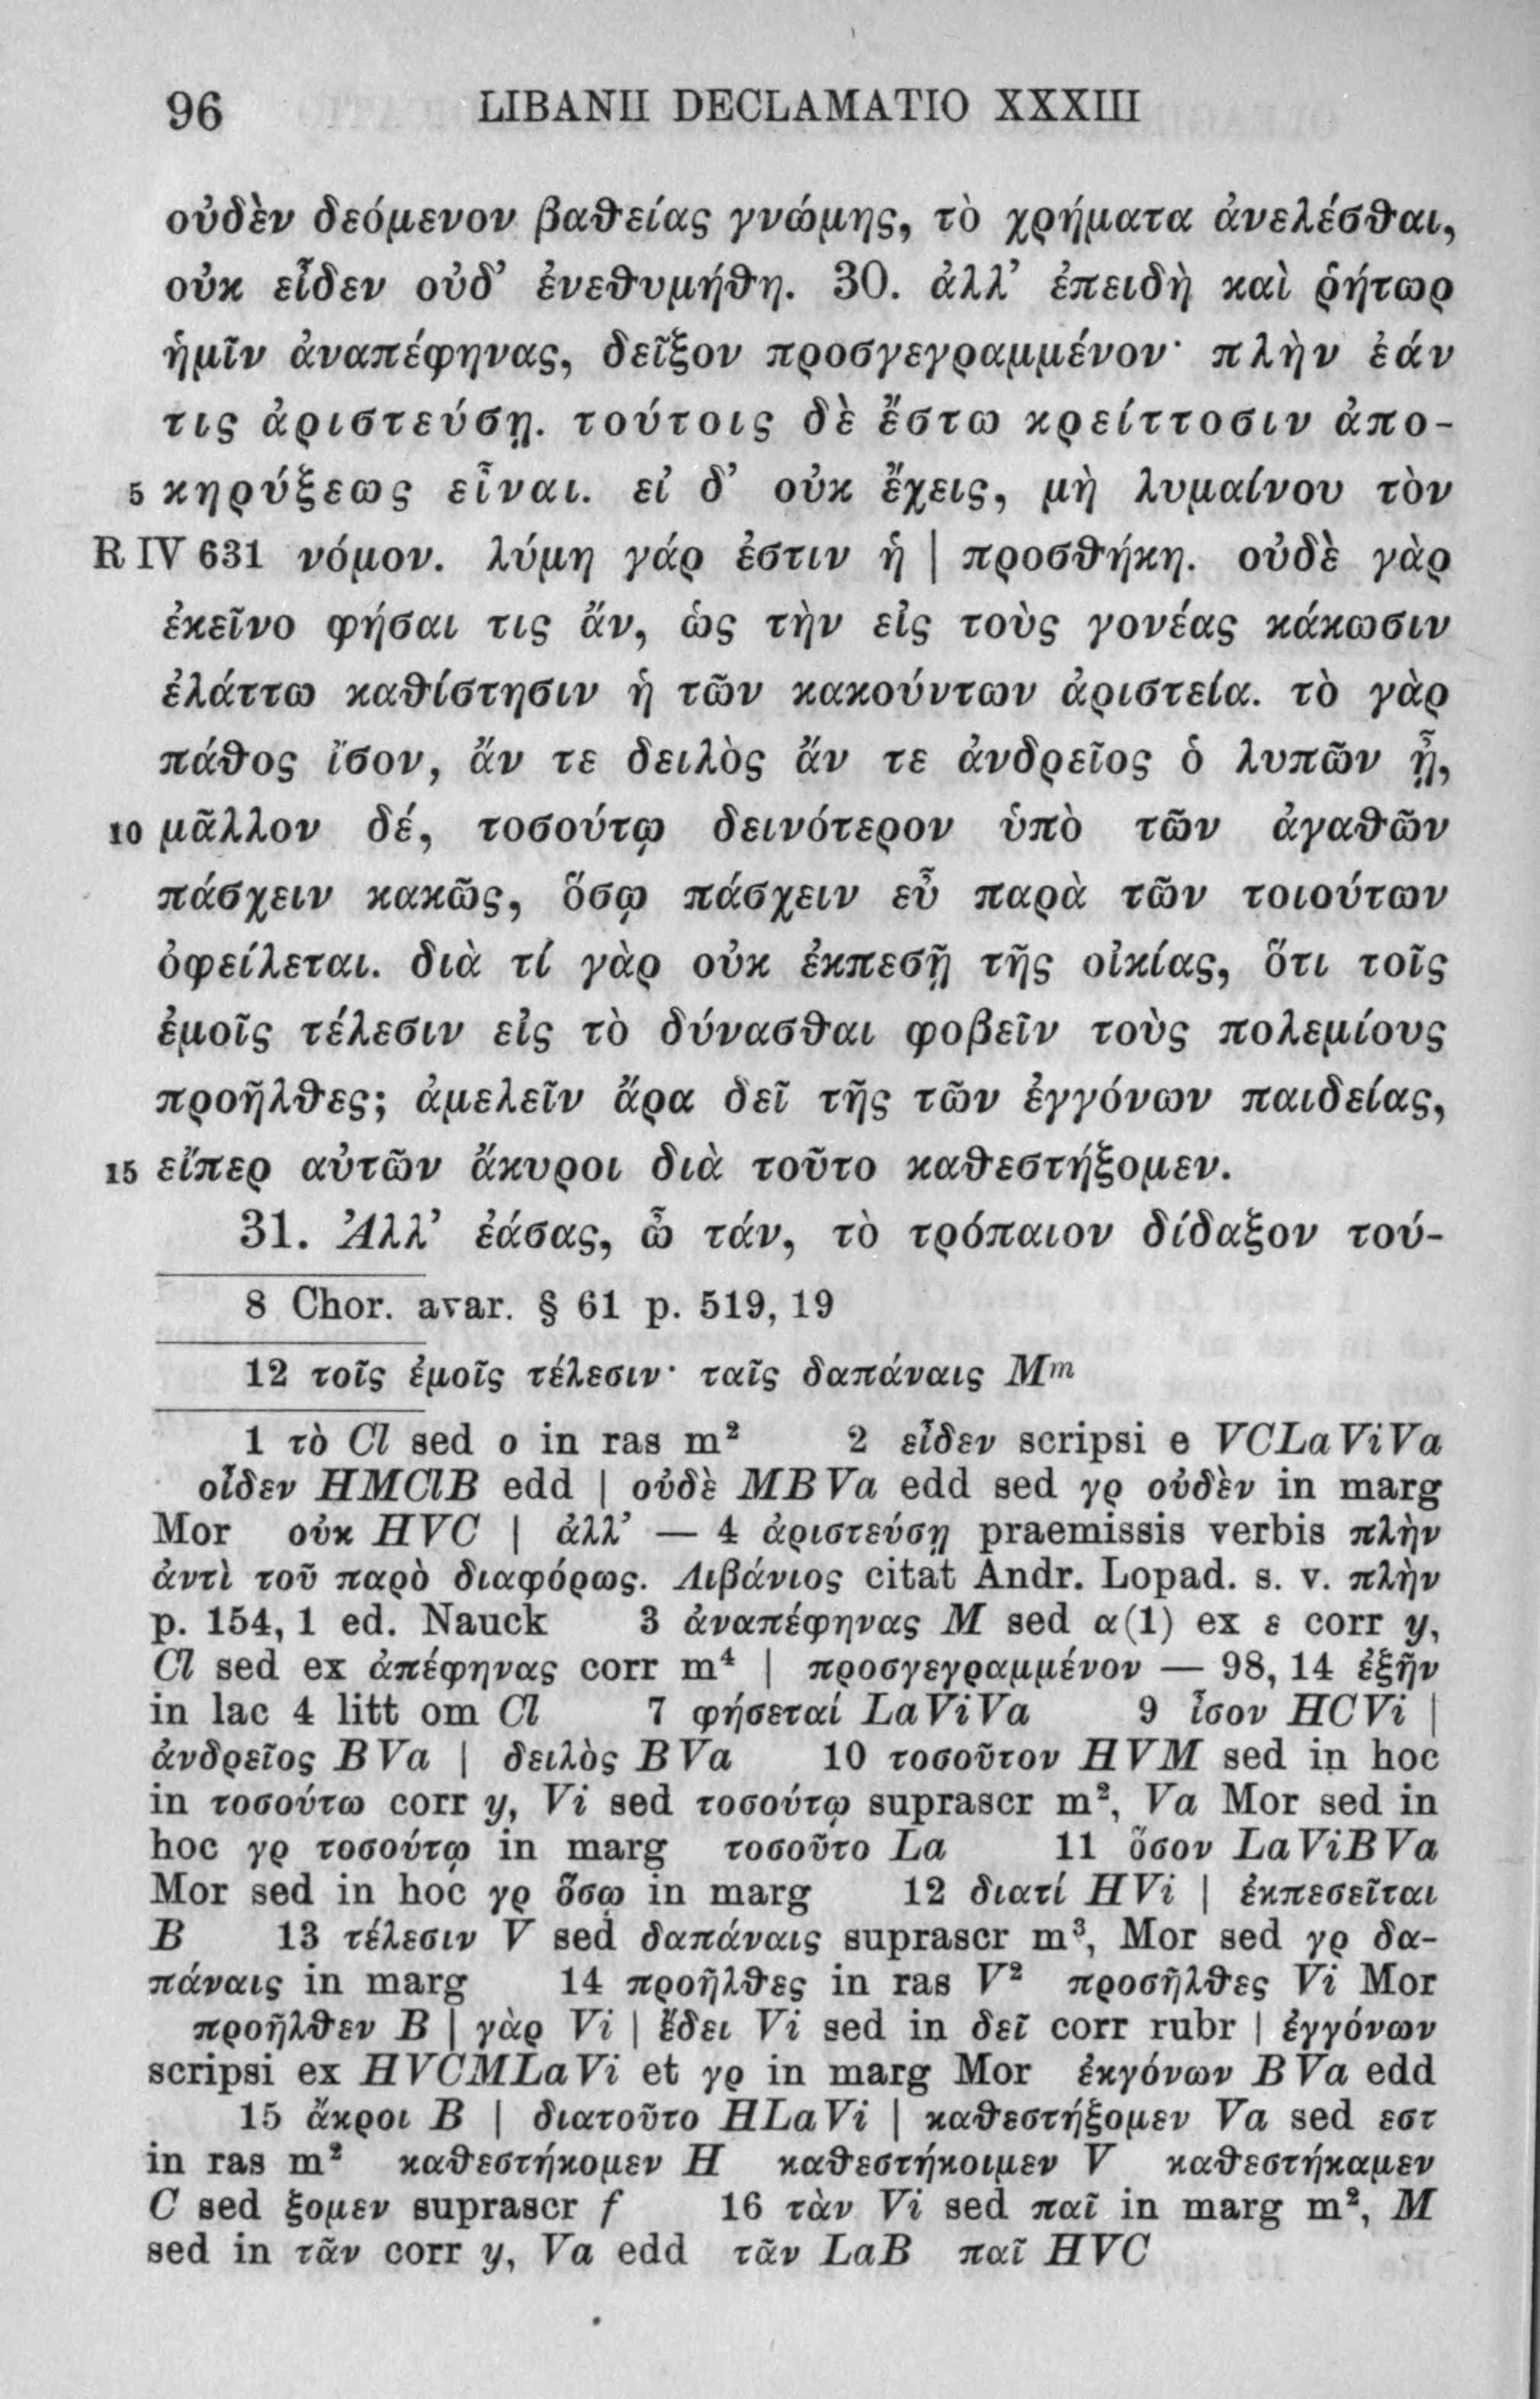 96 LIBANII DECLAMATIO XXXIII
οὐδὲν δεόμενον βαθείας γνώμης, τὸ χρήματα ἀνελέσθαι,
οὐκ εἶδεν οὐδ’ ἐνεθυμήθη. 30. ἀλλ’ ἐπειδὴ καὶ ῥήτωρ
ἡμῖν ἀναπέφηνας, δεῖξον προσγεγραμμένον· πλὴν ἐάν
τις ἀριστεύσῃ. τούτοις δὲ ἔστω κρείττοσιν ἀπο-
5 κηρύξεως εἶναι. εἰ δ’ οὐκ ἔχεις, μὴ λυμαίνου τὸν
R IV 631 νόμον. λύμη γάρ ἐστιν ἡ | προσθήκη. οὐδὲ γὰρ
ἐκεῖνο φήσαι τις ἄν, ὡς τὴν εἰς τοὺς γονέας κάκωσιν
ἐλάττω καθίστησιν ἡ τῶν κακούντων ἀριστεία. τὸ γὰρ
πάθος ἴσον, ἄν τε δειλὸς ἄν τε ἀνδρεῖος ὁ λυπῶν ᾖ,
10 μᾶλλον δέ, τοσούτῳ δεινότερον ὑπὸ τῶν ἀγαθῶν
πάσχειν κακῶς, ὅσῳ πάσχειν εὖ παρὰ τῶν τοιούτων
ὀφείλεται. διὰ τί γὰρ οὐκ ἐκπεσῇ τῆς οἰκίας, ὅτι τοῖς
ἐμοῖς τέλεσιν εἰς τὸ δύνασθαι φοβεῖν τοὺς πολεμίους
προῆλθες; ἀμελεῖν ἄρα δεῖ τῆς τῶν ἐγγόνων παιδείας,
15 εἴπερ αὐτῶν ἄκυροι διὰ τοῦτο καθεστήξομεν.
31. Ἀλλ’ ἐάσας, ὦ τάν, τὸ τρόπαιον δίδαξον τού-
8 Chor. avar. § 61 p. 519, 19
12 τοῖς ἐμοῖς τέλεσιν· ταῖς δαπάναις Mᵐ
1 τὸ Cl sed ο in ras m² 2 εἶδεν scripsi e VCLaViVa
οἶδεν HMClB edd | οὐδὲ MBVa edd sed γρ οὐδὲν in marg
Mor οὐκ HVC | ἀλλ’ — 4 ἀριστεύσῃ praemissis verbis πλὴν
ἀντὶ τοῦ παρὸ διαφόρως. Λιβάνιος citat Andr. Lopad. s. v. πλὴν
p. 154, 1 ed. Nauck 3 ἀναπέφηνας M sed α(1) ex ε corr y,
Cl sed ex ἀπέφηνας corr m⁴ | προσγεγραμμένον — 98, 14 ἐξῆν
in lac 4 litt om Cl 7 φήσεταί LaViVa 9 ἶσον HCVi |
ἀνδρεῖος BVa | δειλὸς BVa 10 τοσοῦτον HVM sed in hoc
in τοσούτω corr y, Vi sed τοσούτῳ suprascr m², Va Mor sed in
hoc γρ τοσούτῳ in marg τοσοῦτο La 11 ὅσον LaViBVa
Mor sed in hoc γρ ὅσῳ in marg 12 διατί HVi | ἐκπεσεῖται
B 13 τέλεσιν V sed δαπάναις suprascr m³, Mor sed γρ δα-
πάναις in marg 14 προῆλθες in ras V² προσῆλθες Vi Mor
προῆλθεν B | γὰρ Vi | ἔδει Vi sed in δεῖ corr rubr | ἐγγόνων
scripsi ex HVCMLaVi et γρ in marg Mor ἐκγόνων BVa edd
15 ἄκροι B | διατοῦτο HLaVi | καθεστήξομεν Va sed εστ
in ras m² καθεστήκομεν H καθεστήκοιμεν V καθεστήκαμεν
C sed ξομεν suprascr f 16 τὰν Vi sed παῖ in marg m², M
sed in τᾶν corr y, Va edd τᾶν LaB παῖ HVC